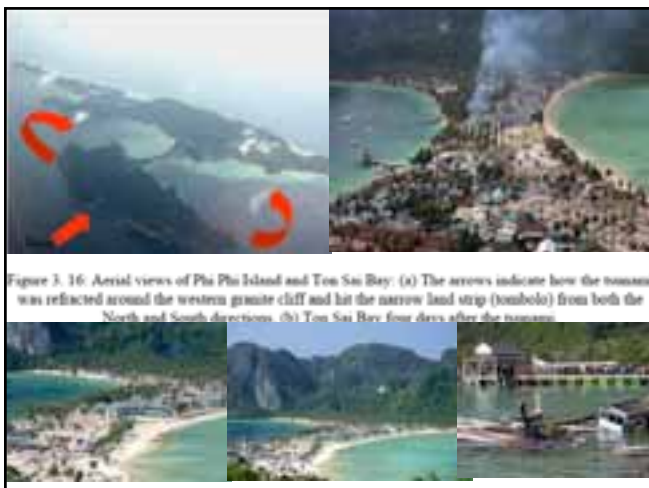 Figure 3. 16: Aerial views of Phi Phi Island and Ton Sai Bay: (a) The arrows indicate how the tsunami
was refracted around the western granite cliff and hit the narrow land strip (tombolo) from both the
North and South directions. (b) Ton Sai Bay four days after the tsunami.